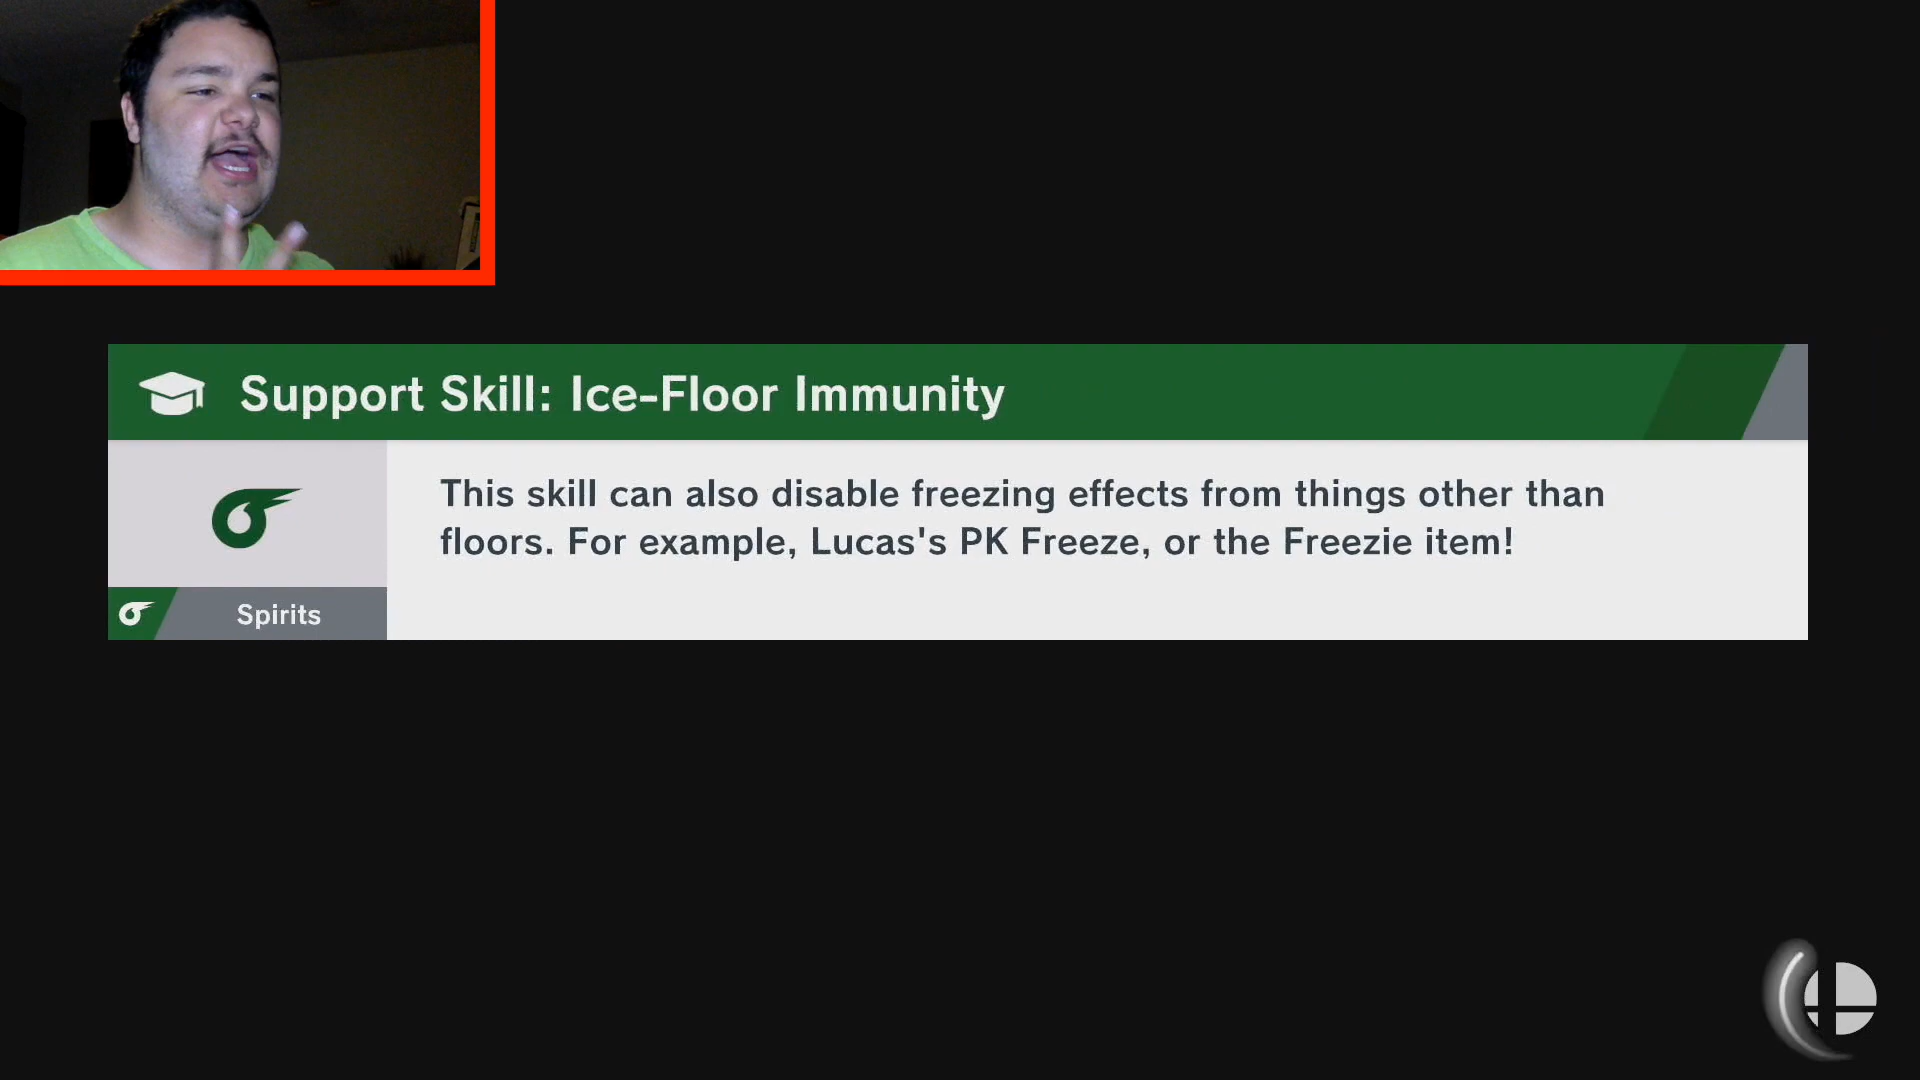 Support Skill: Ice-Floor Immunity
This skill can also disable freezing effects from things other than
floors. For example, Lucas's PK Freeze, or the Freezie item!
Spirits